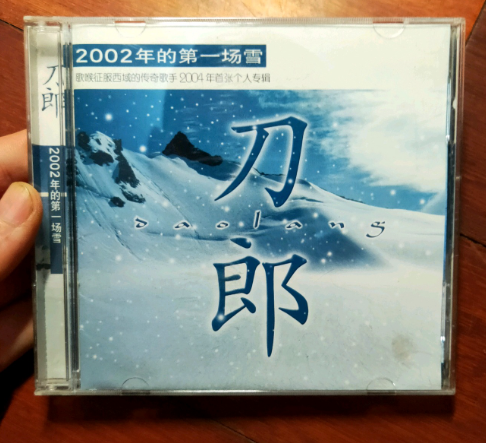 2002年的第一场雪
歌线征服西域的传奇歌手 2004年首张个人专辑
刀郎
daolang
刀郎
2002年的第一场雪